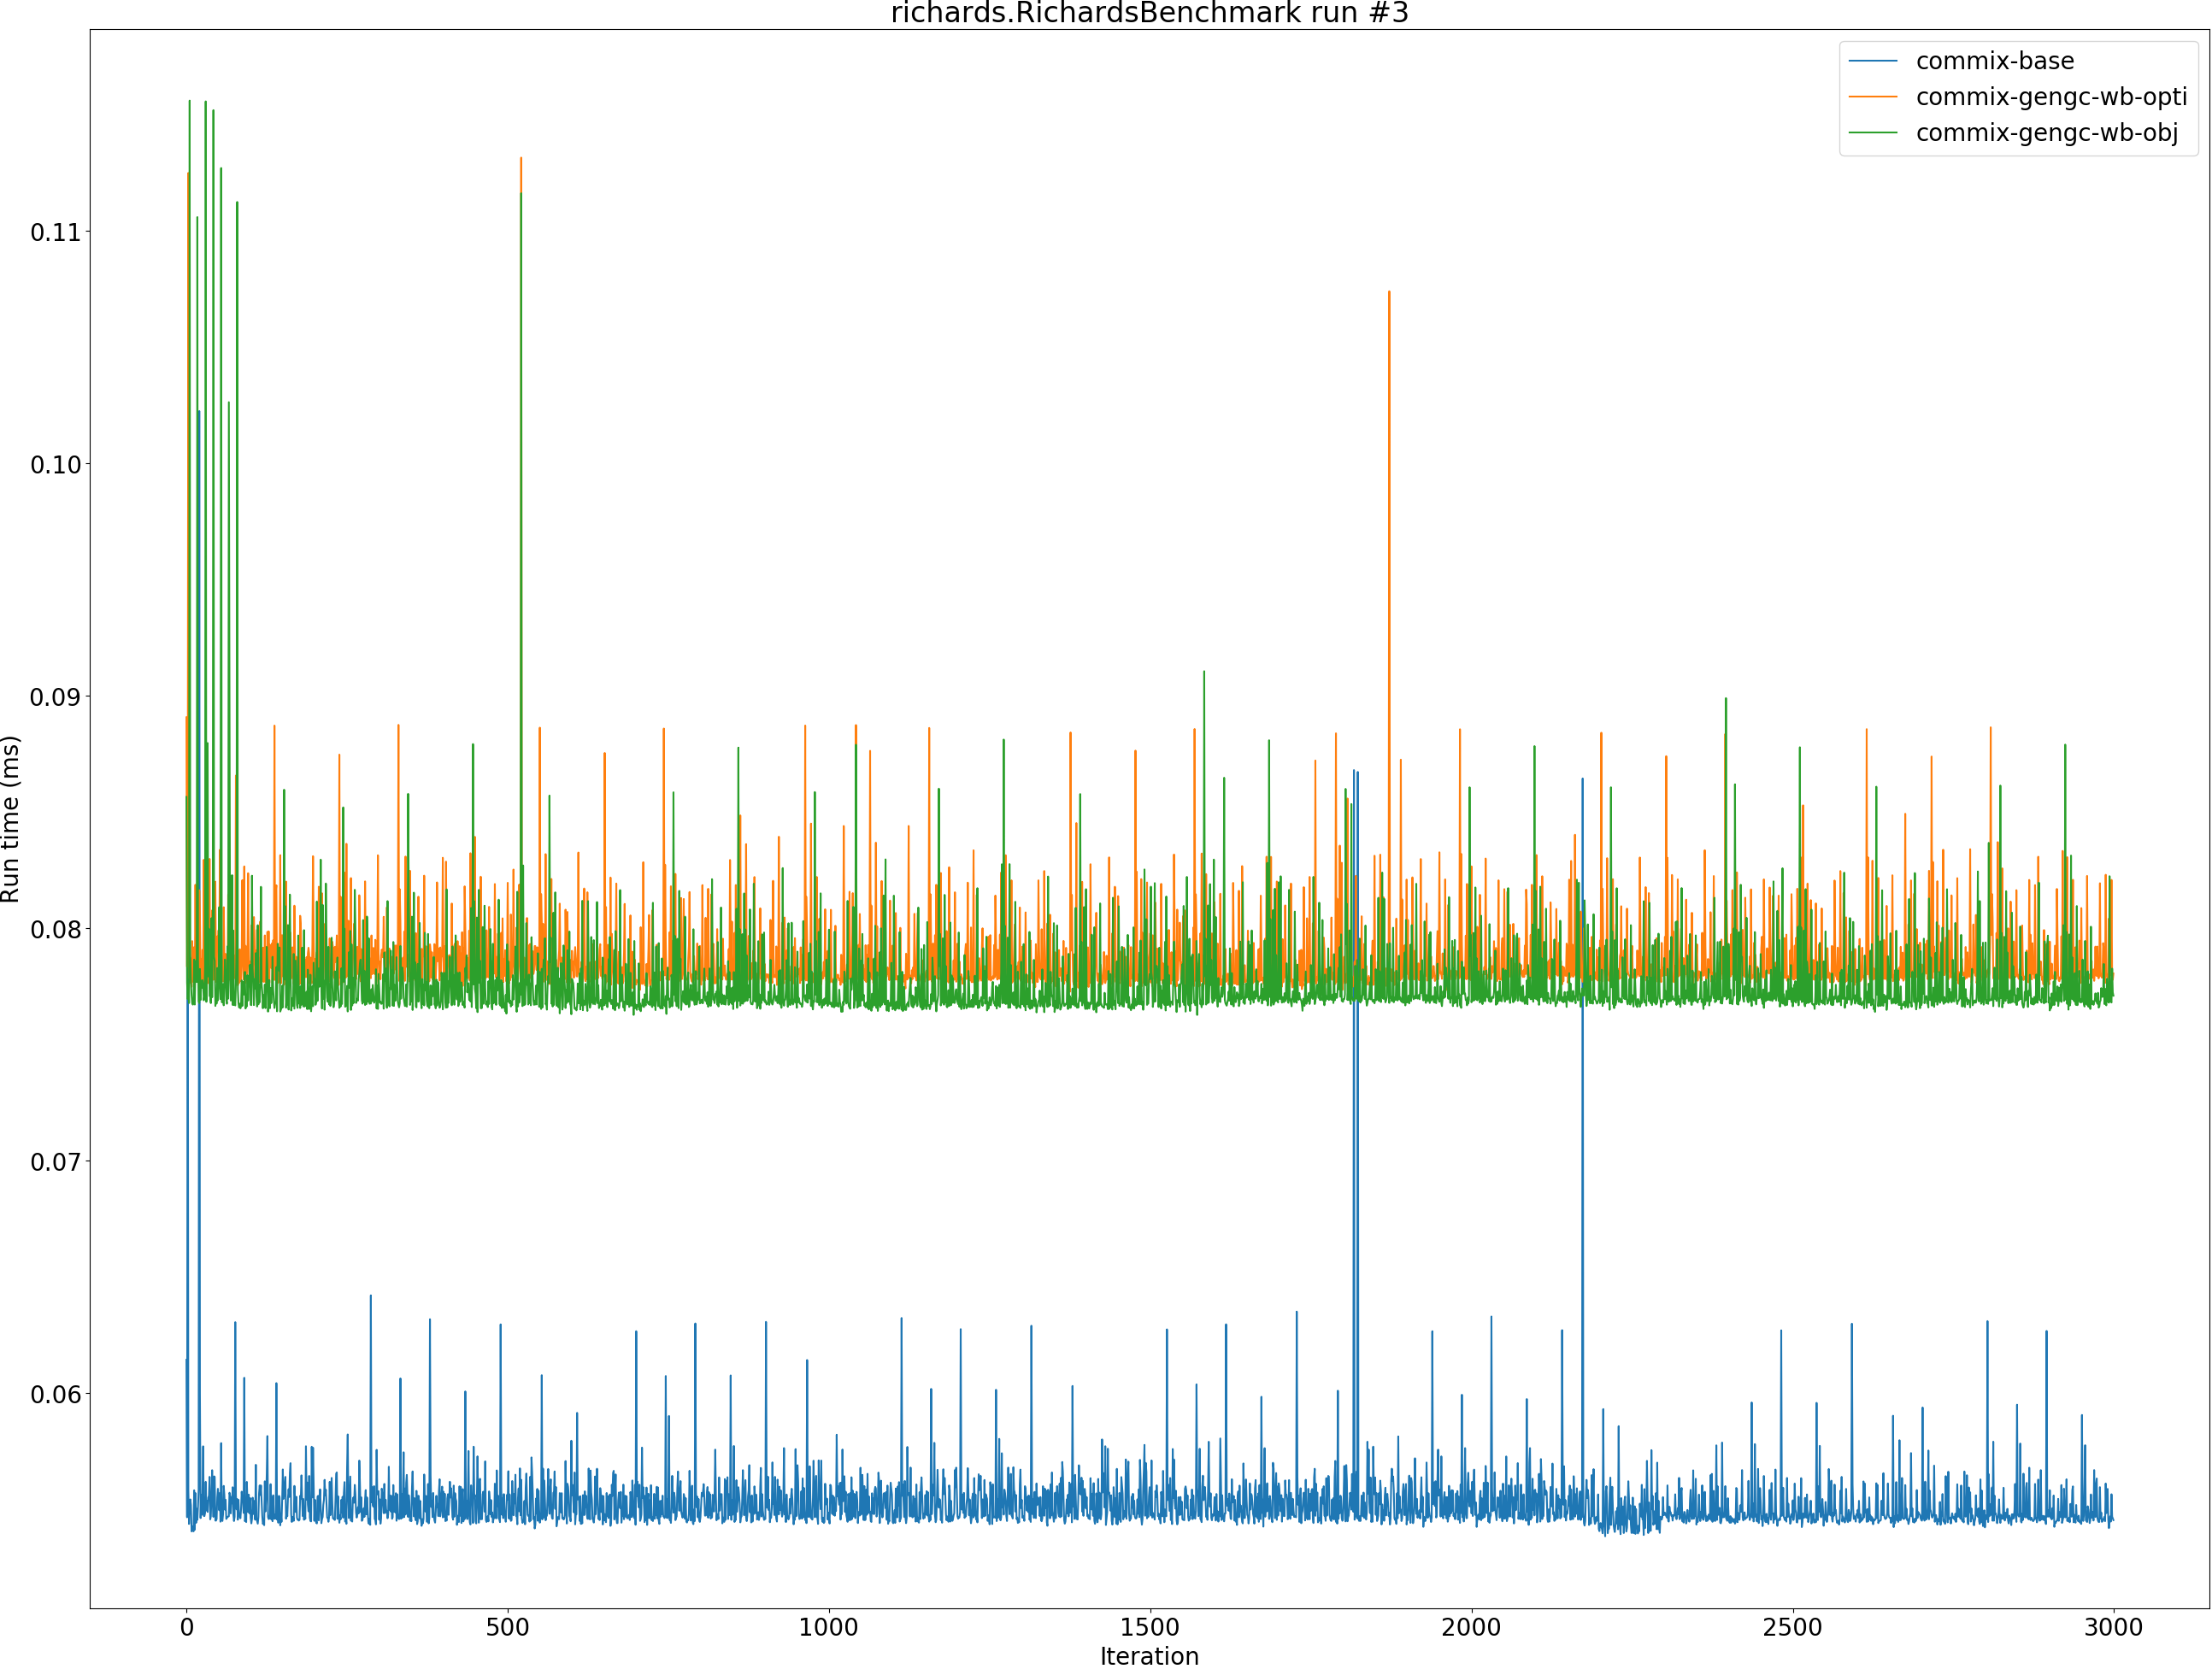 richards.RichardsBenchmark run #3
commix-base
commix-gengc-wb-opti
commix-gengc-wb-obj
Run time (ms)
0.11
0.10
0.09
0.08
0.07
0.06
0 500 1000 1500 2000 2500 3000
Iteration